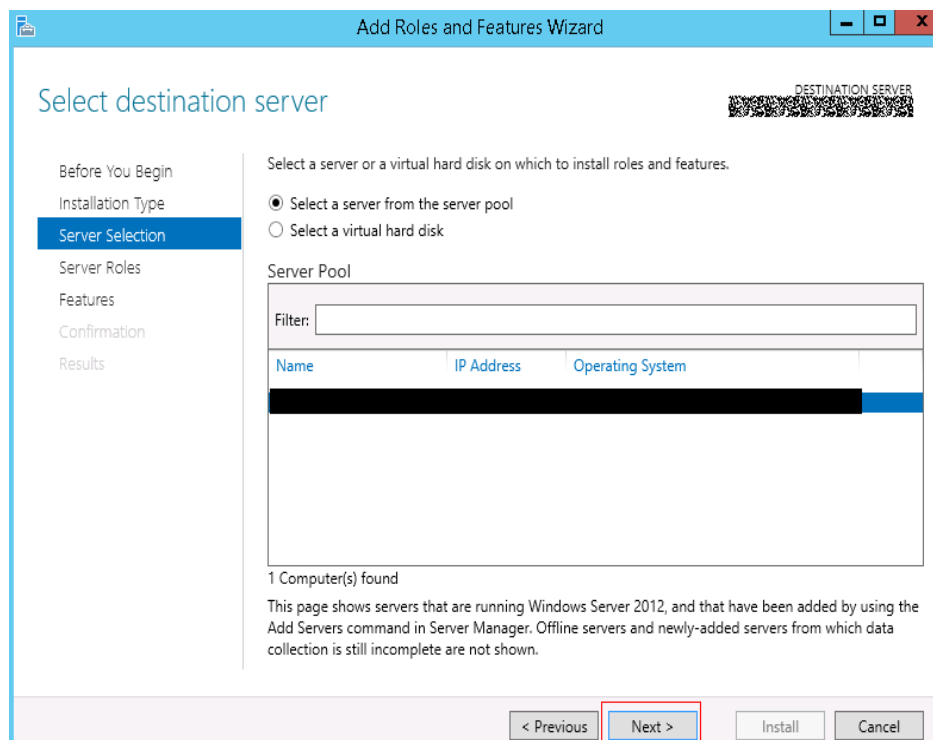 Add Roles and Features Wizard
Select destination server
DESTINATION SERVER
Before You Begin
Installation Type
Server Selection
Server Roles
Features
Confirmation
Results
Select a server or a virtual hard disk on which to install roles and features.
Select a server from the server pool
Select a virtual hard disk
Server Pool
Filter:
Name IP Address Operating System
1 Computer(s) found
This page shows servers that are running Windows Server 2012, and that have been added by using the
Add Servers command in Server Manager. Offline servers and newly-added servers from which data
collection is still incomplete are not shown.
< Previous Next > Install Cancel